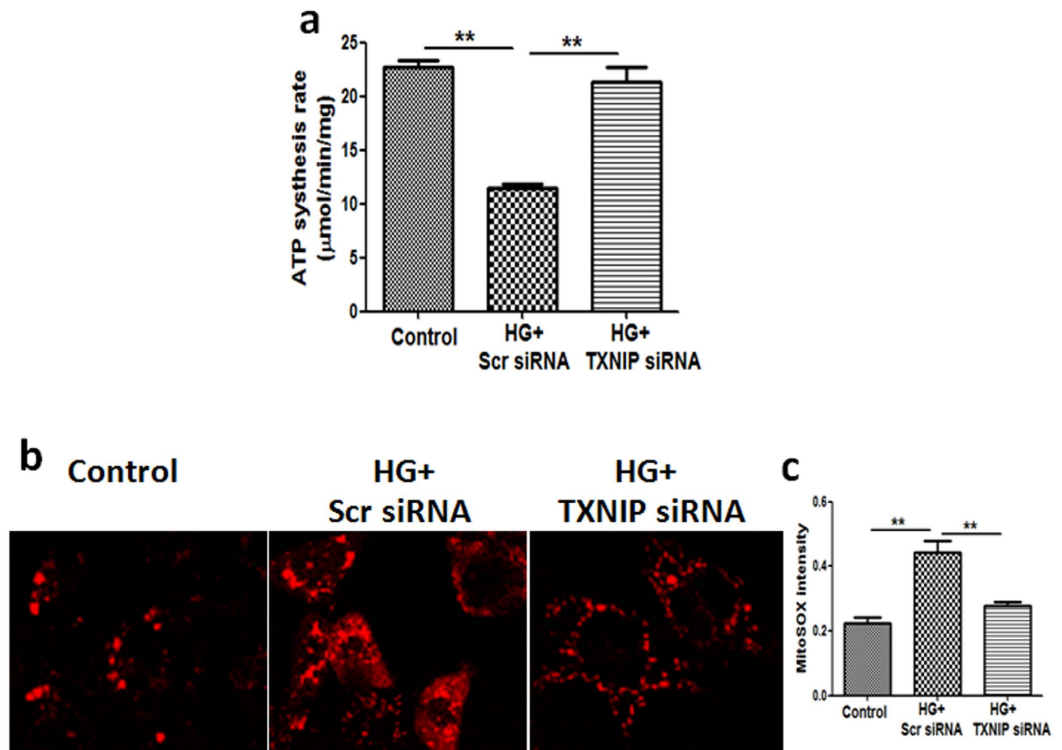 a
** **
25
20
15
10
5
0
ATP systhesis rate
(μmol/min/mg)
Control
HG+
Scr siRNA
HG+
TXNIP siRNA
b
Control
HG+
Scr siRNA
HG+
TXNIP siRNA
c
0.6
0.4
0.2
0.0
MitoSOX intensity
** **
Control
HG+
Scr siRNA
HG+
TXNIP siRNA